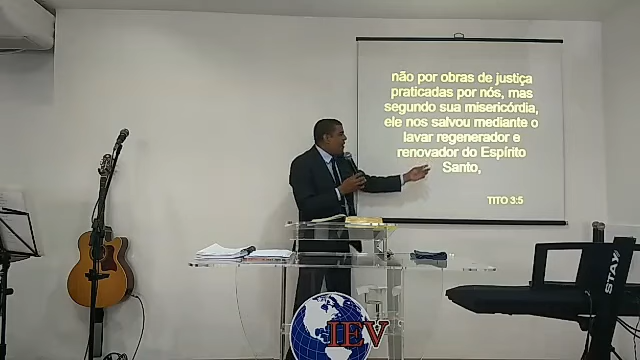 não por obras de justiça
praticadas por nós, mas
segundo sua misericórdia,
ele nos salvou mediante o
lavar regenerador e
renovador do Espírito
Santo,
TITO 3:5
IEV
STAY